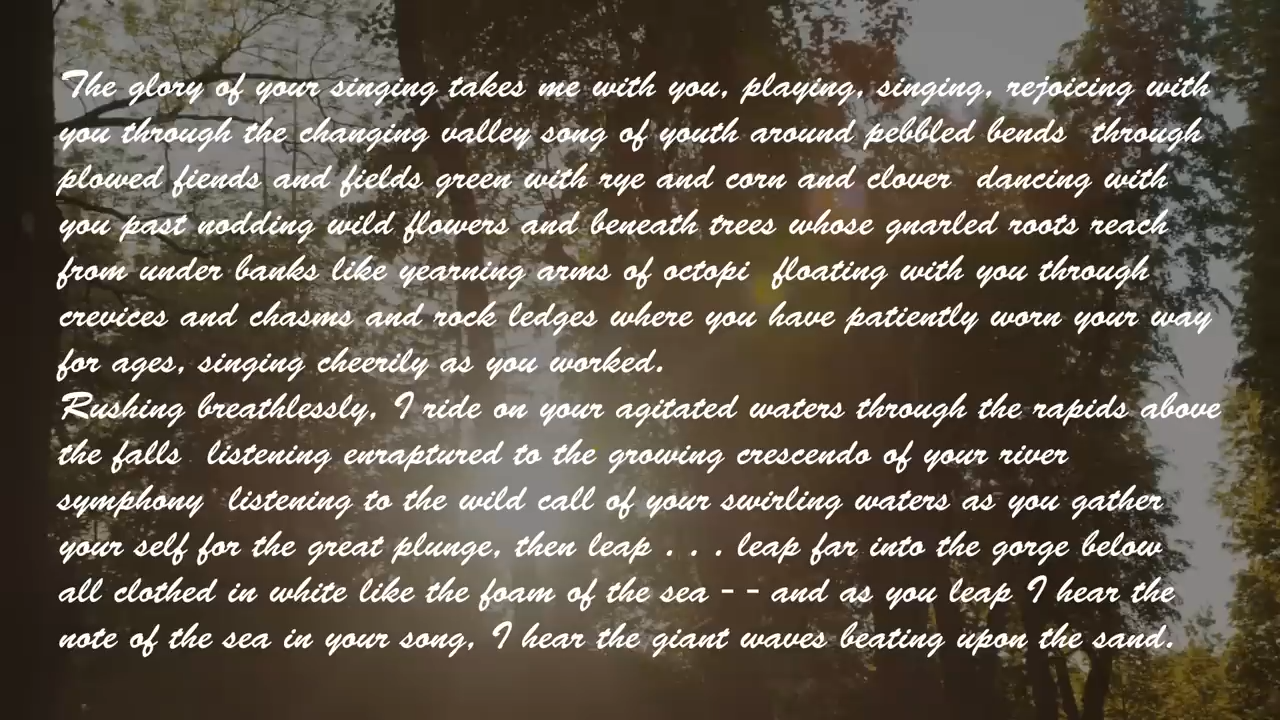 The glory of your singing takes me with you, playing, singing, rejoicing with
you through the changing valley song of youth around pebbled bends through
plowed fiends and fields green with rye and corn and clover dancing with
you past nodding wild flowers and beneath trees whose gnarled roots reach
from under banks like yearning arms of octopi floating with you through
crevices and chasms and rock ledges where you have patiently worn your way
for ages, singing cheerily as you worked.
Rushing breathlessly, I ride on your agitated waters through the rapids above
the falls listening enraptured to the growing crescendo of your river
symphony listening to the wild call of your swirling waters as you gather
your self for the great plunge, then leap . . . leap far into the gorge below
all clothed in white like the foam of the sea - - and as you leap I hear the
note of the sea in your song, I hear the giant waves beating upon the sand.